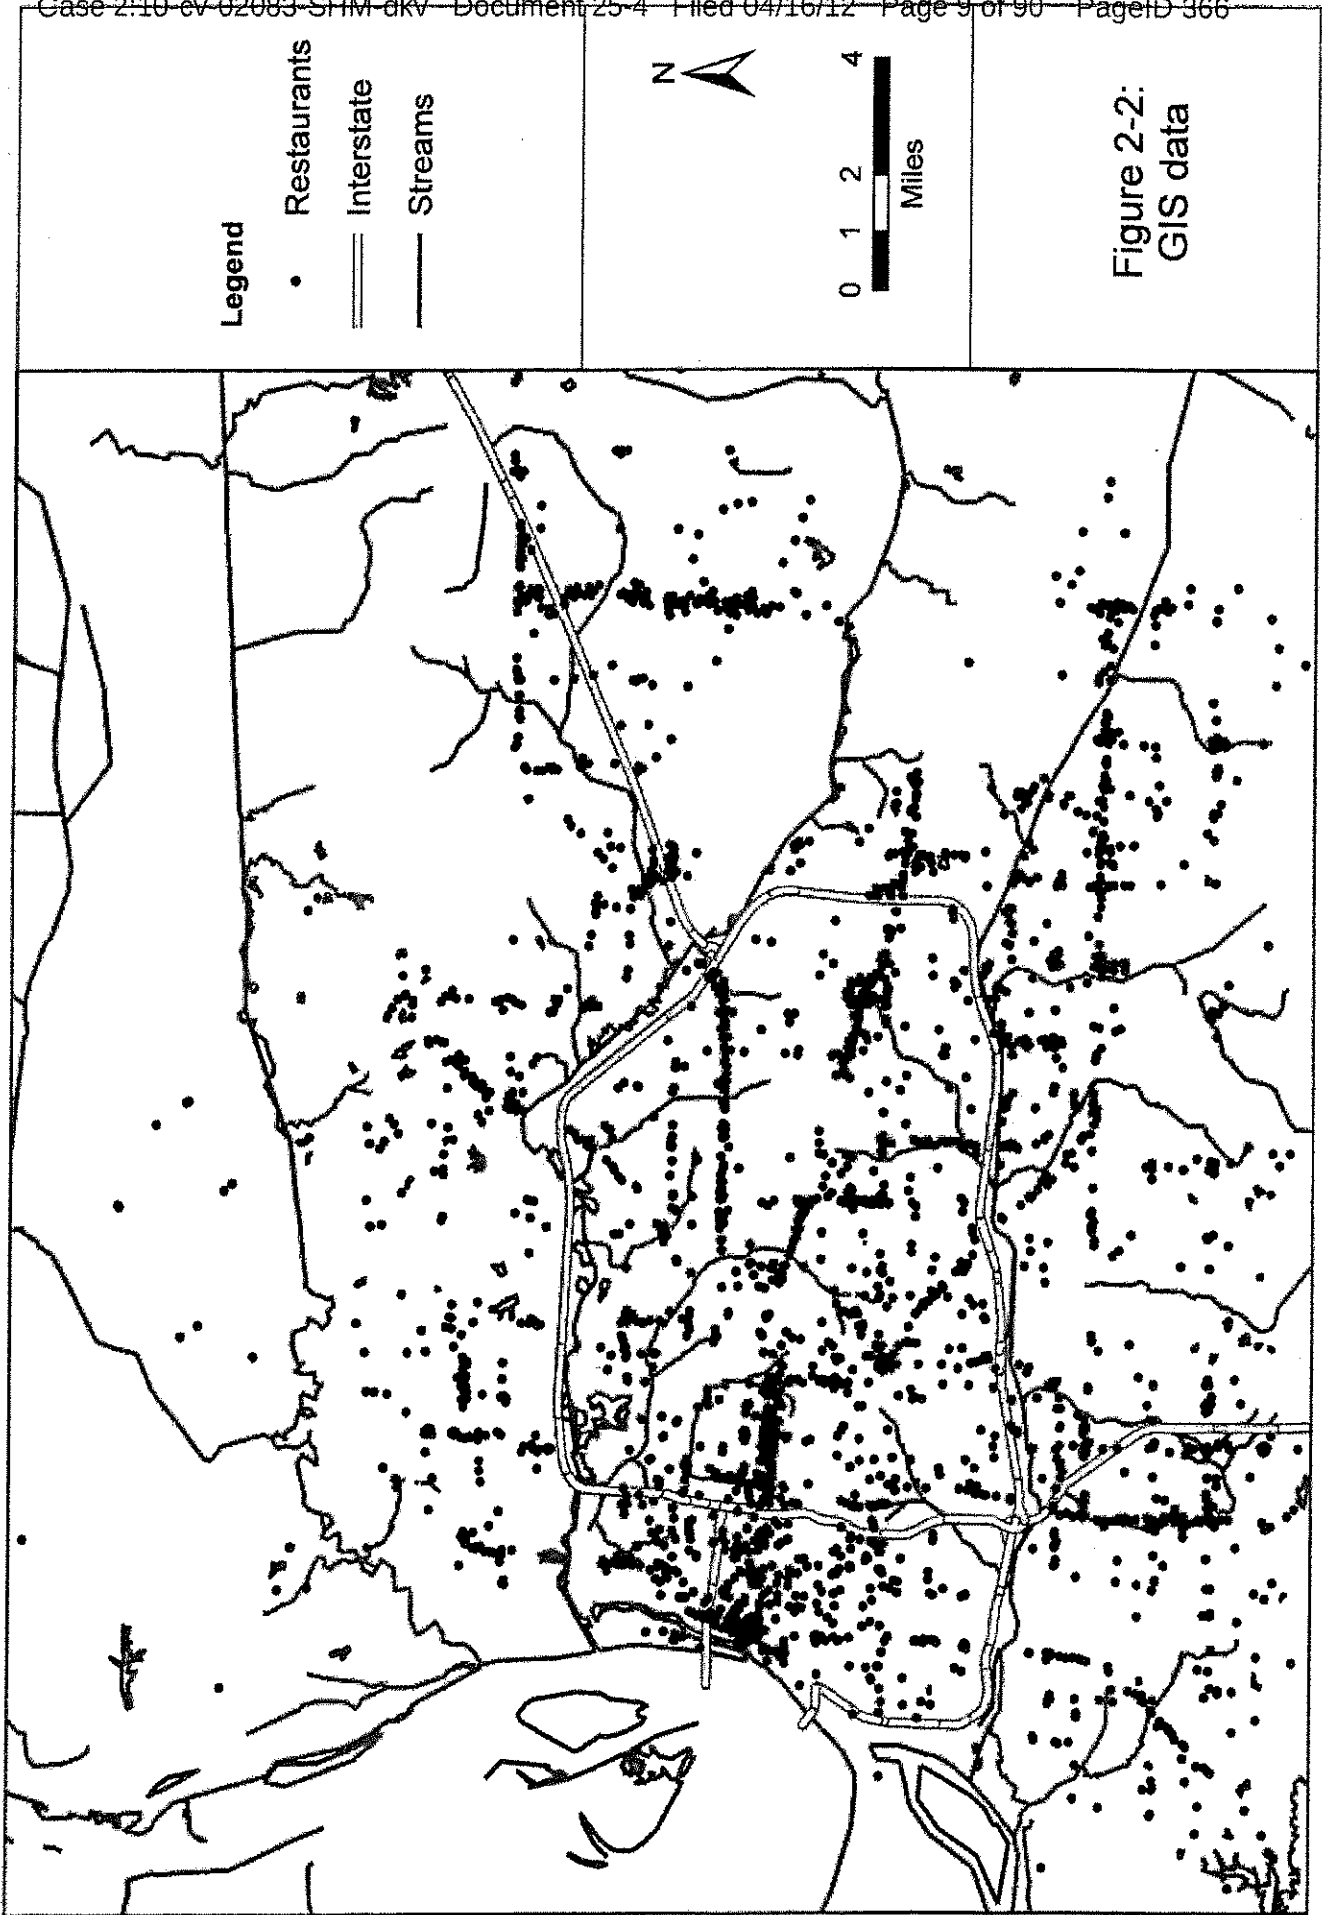 Case 2:10-cv-02083-SHM-dkv Document 25-4 Filed 04/16/12 Page 9 of 90 PageID 366
Legend
Restaurants
Interstate
Streams
N
0 1 2 4
Miles
Figure 2-2:
GIS data